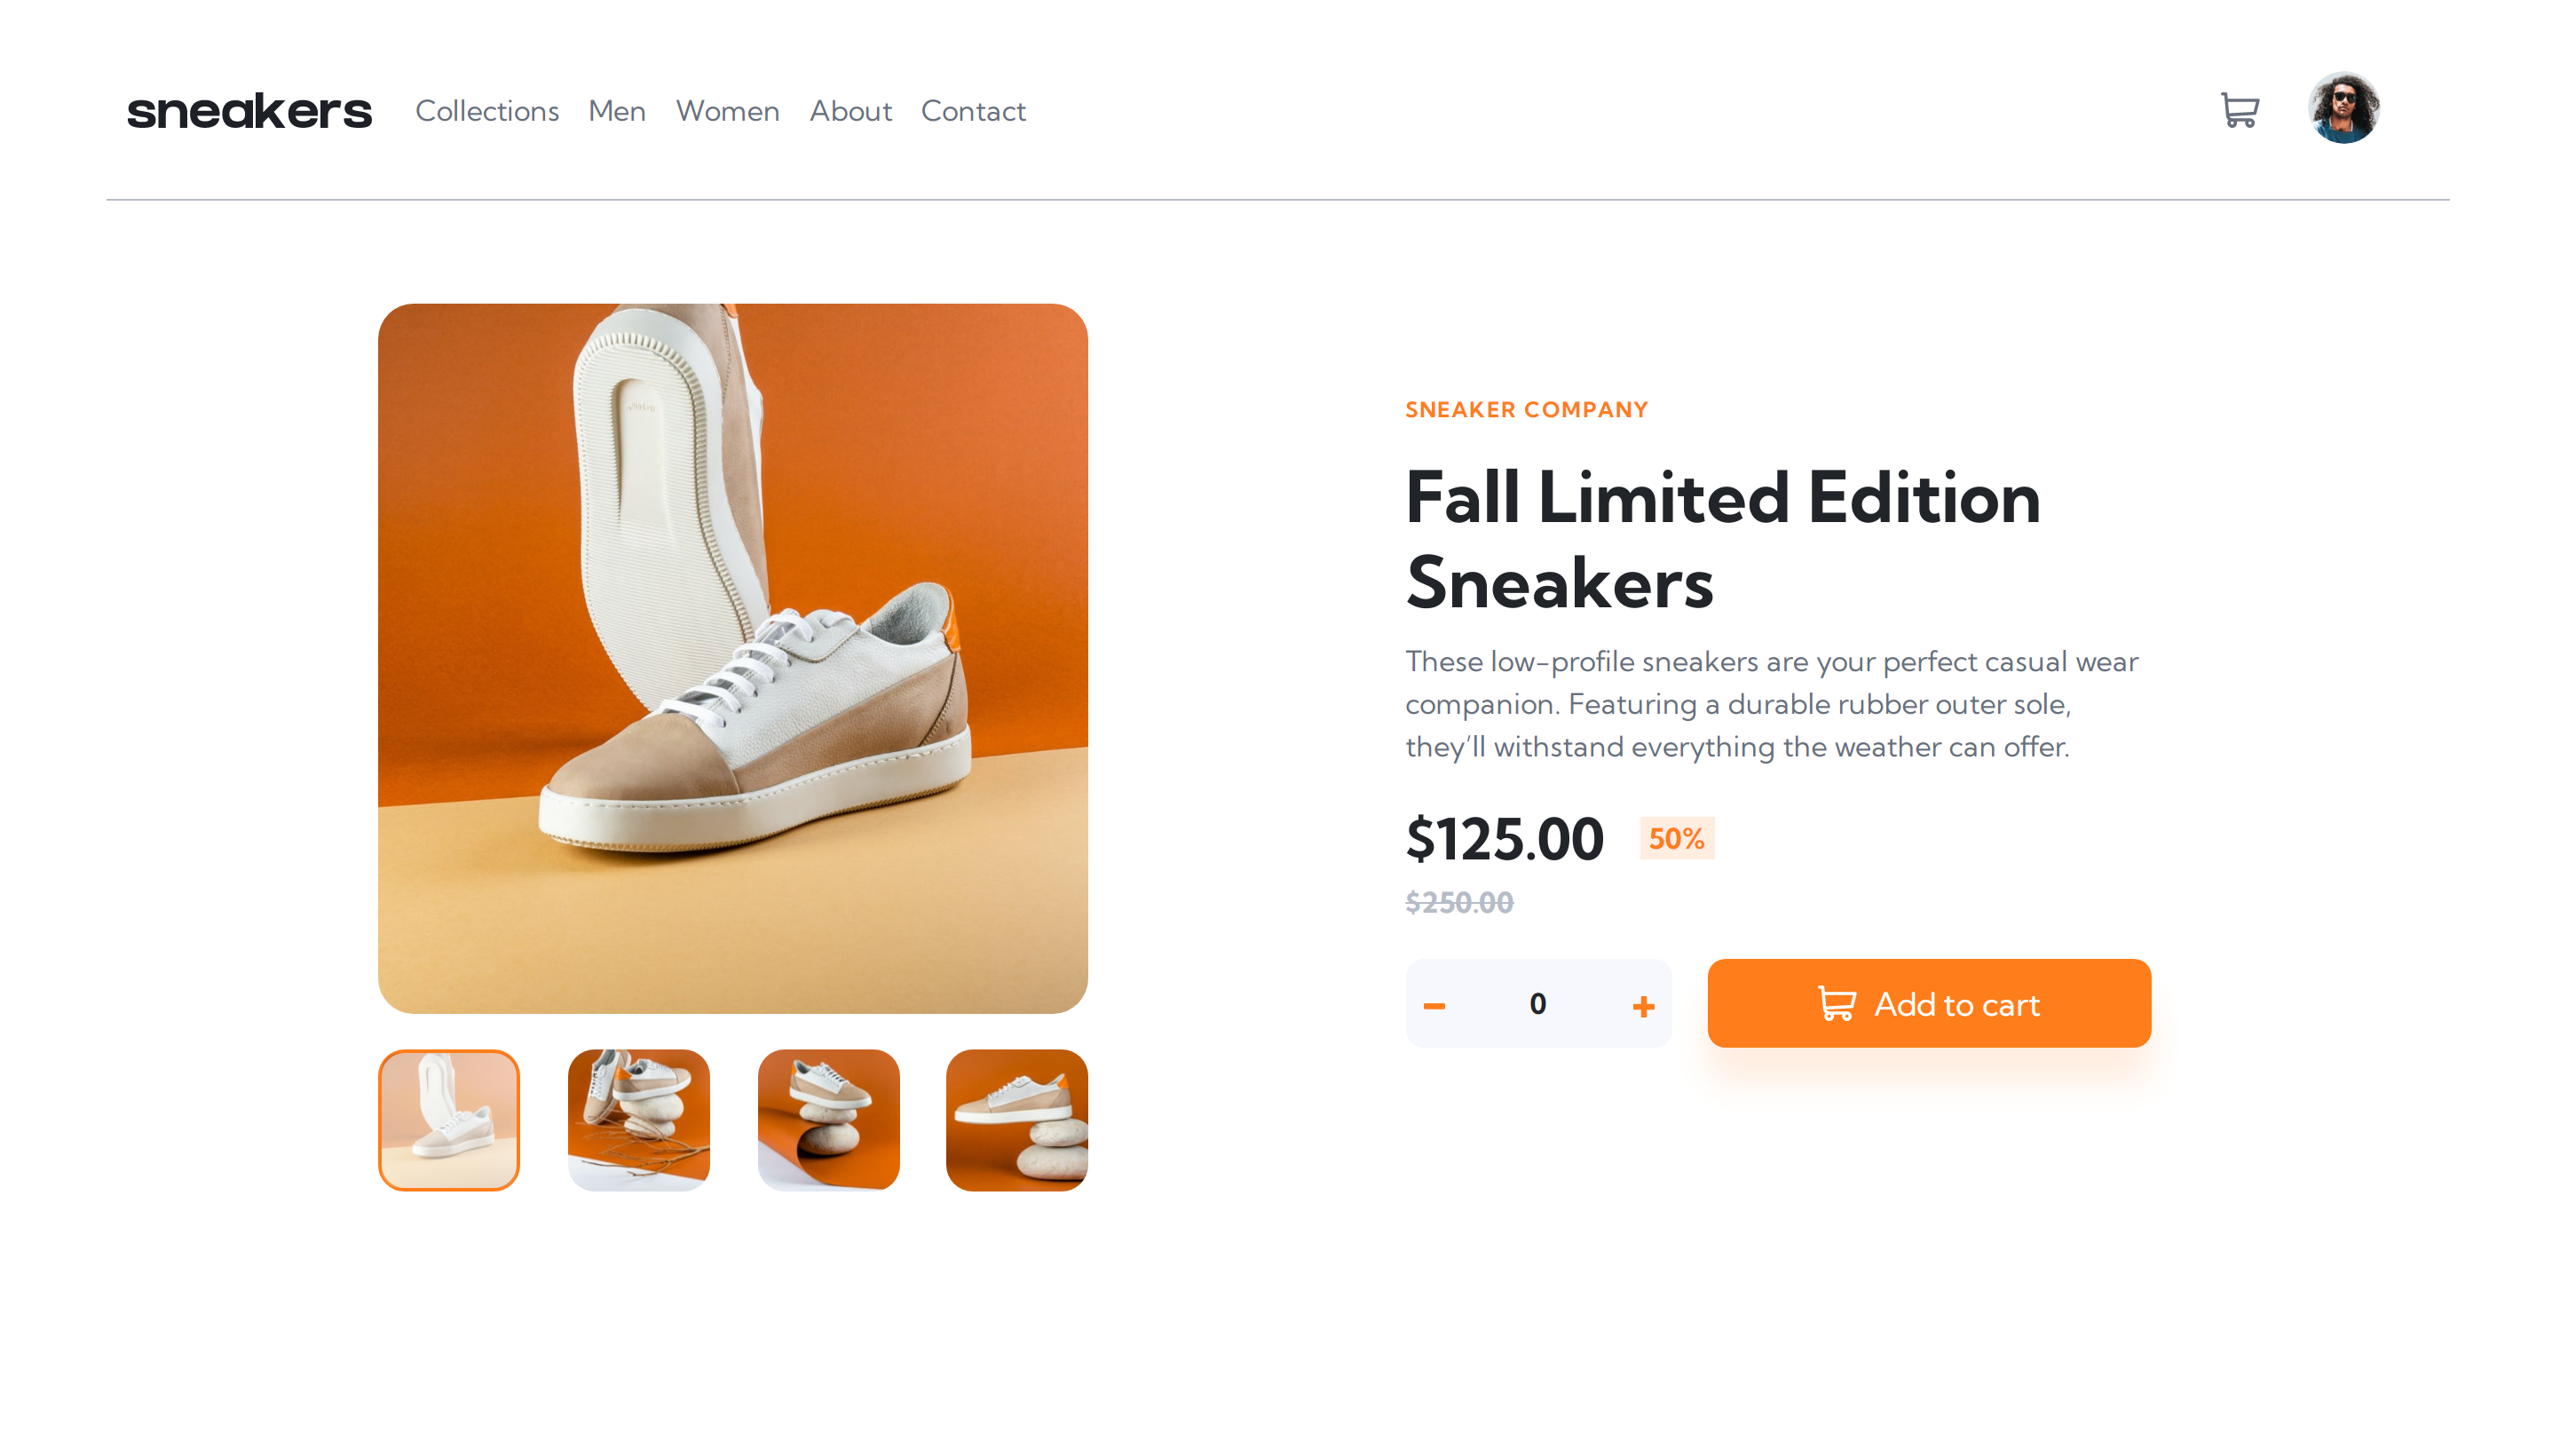 sneakers Collections Men Women About Contact
SNEAKER COMPANY
Fall Limited Edition
Sneakers
These low-profile sneakers are your perfect casual wear
companion. Featuring a durable rubber outer sole,
they’ll withstand everything the weather can offer.
$125.00 50%
$250.00
0 Add to cart